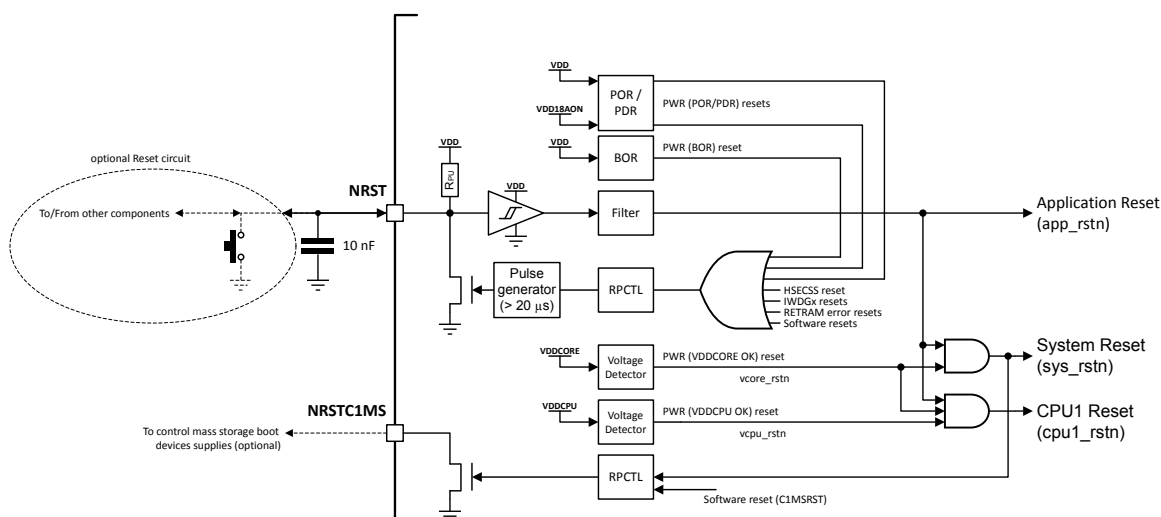 optional Reset circuit
To/From other components
10 nF
NRST
VDD
RPU
VDD
VDD
VDD18AON
POR /
PDR
PWR (POR/PDR) resets
VDD
BOR
PWR (BOR) reset
Filter
Application Reset
(app_rstn)
Pulse
generator
(> 20 μs)
RPCTL
HSECSS reset
IWDGx resets
RETRAM error resets
Software resets
VDDCORE
Voltage
Detector
PWR (VDDCORE OK) reset
vcore_rstn
System Reset
(sys_rstn)
NRSTC1MS
To control mass storage boot
devices supplies (optional)
VDDCPU
Voltage
Detector
PWR (VDDCPU OK) reset
vcpu_rstn
CPU1 Reset
(cpu1_rstn)
RPCTL
Software reset (C1MSRST)